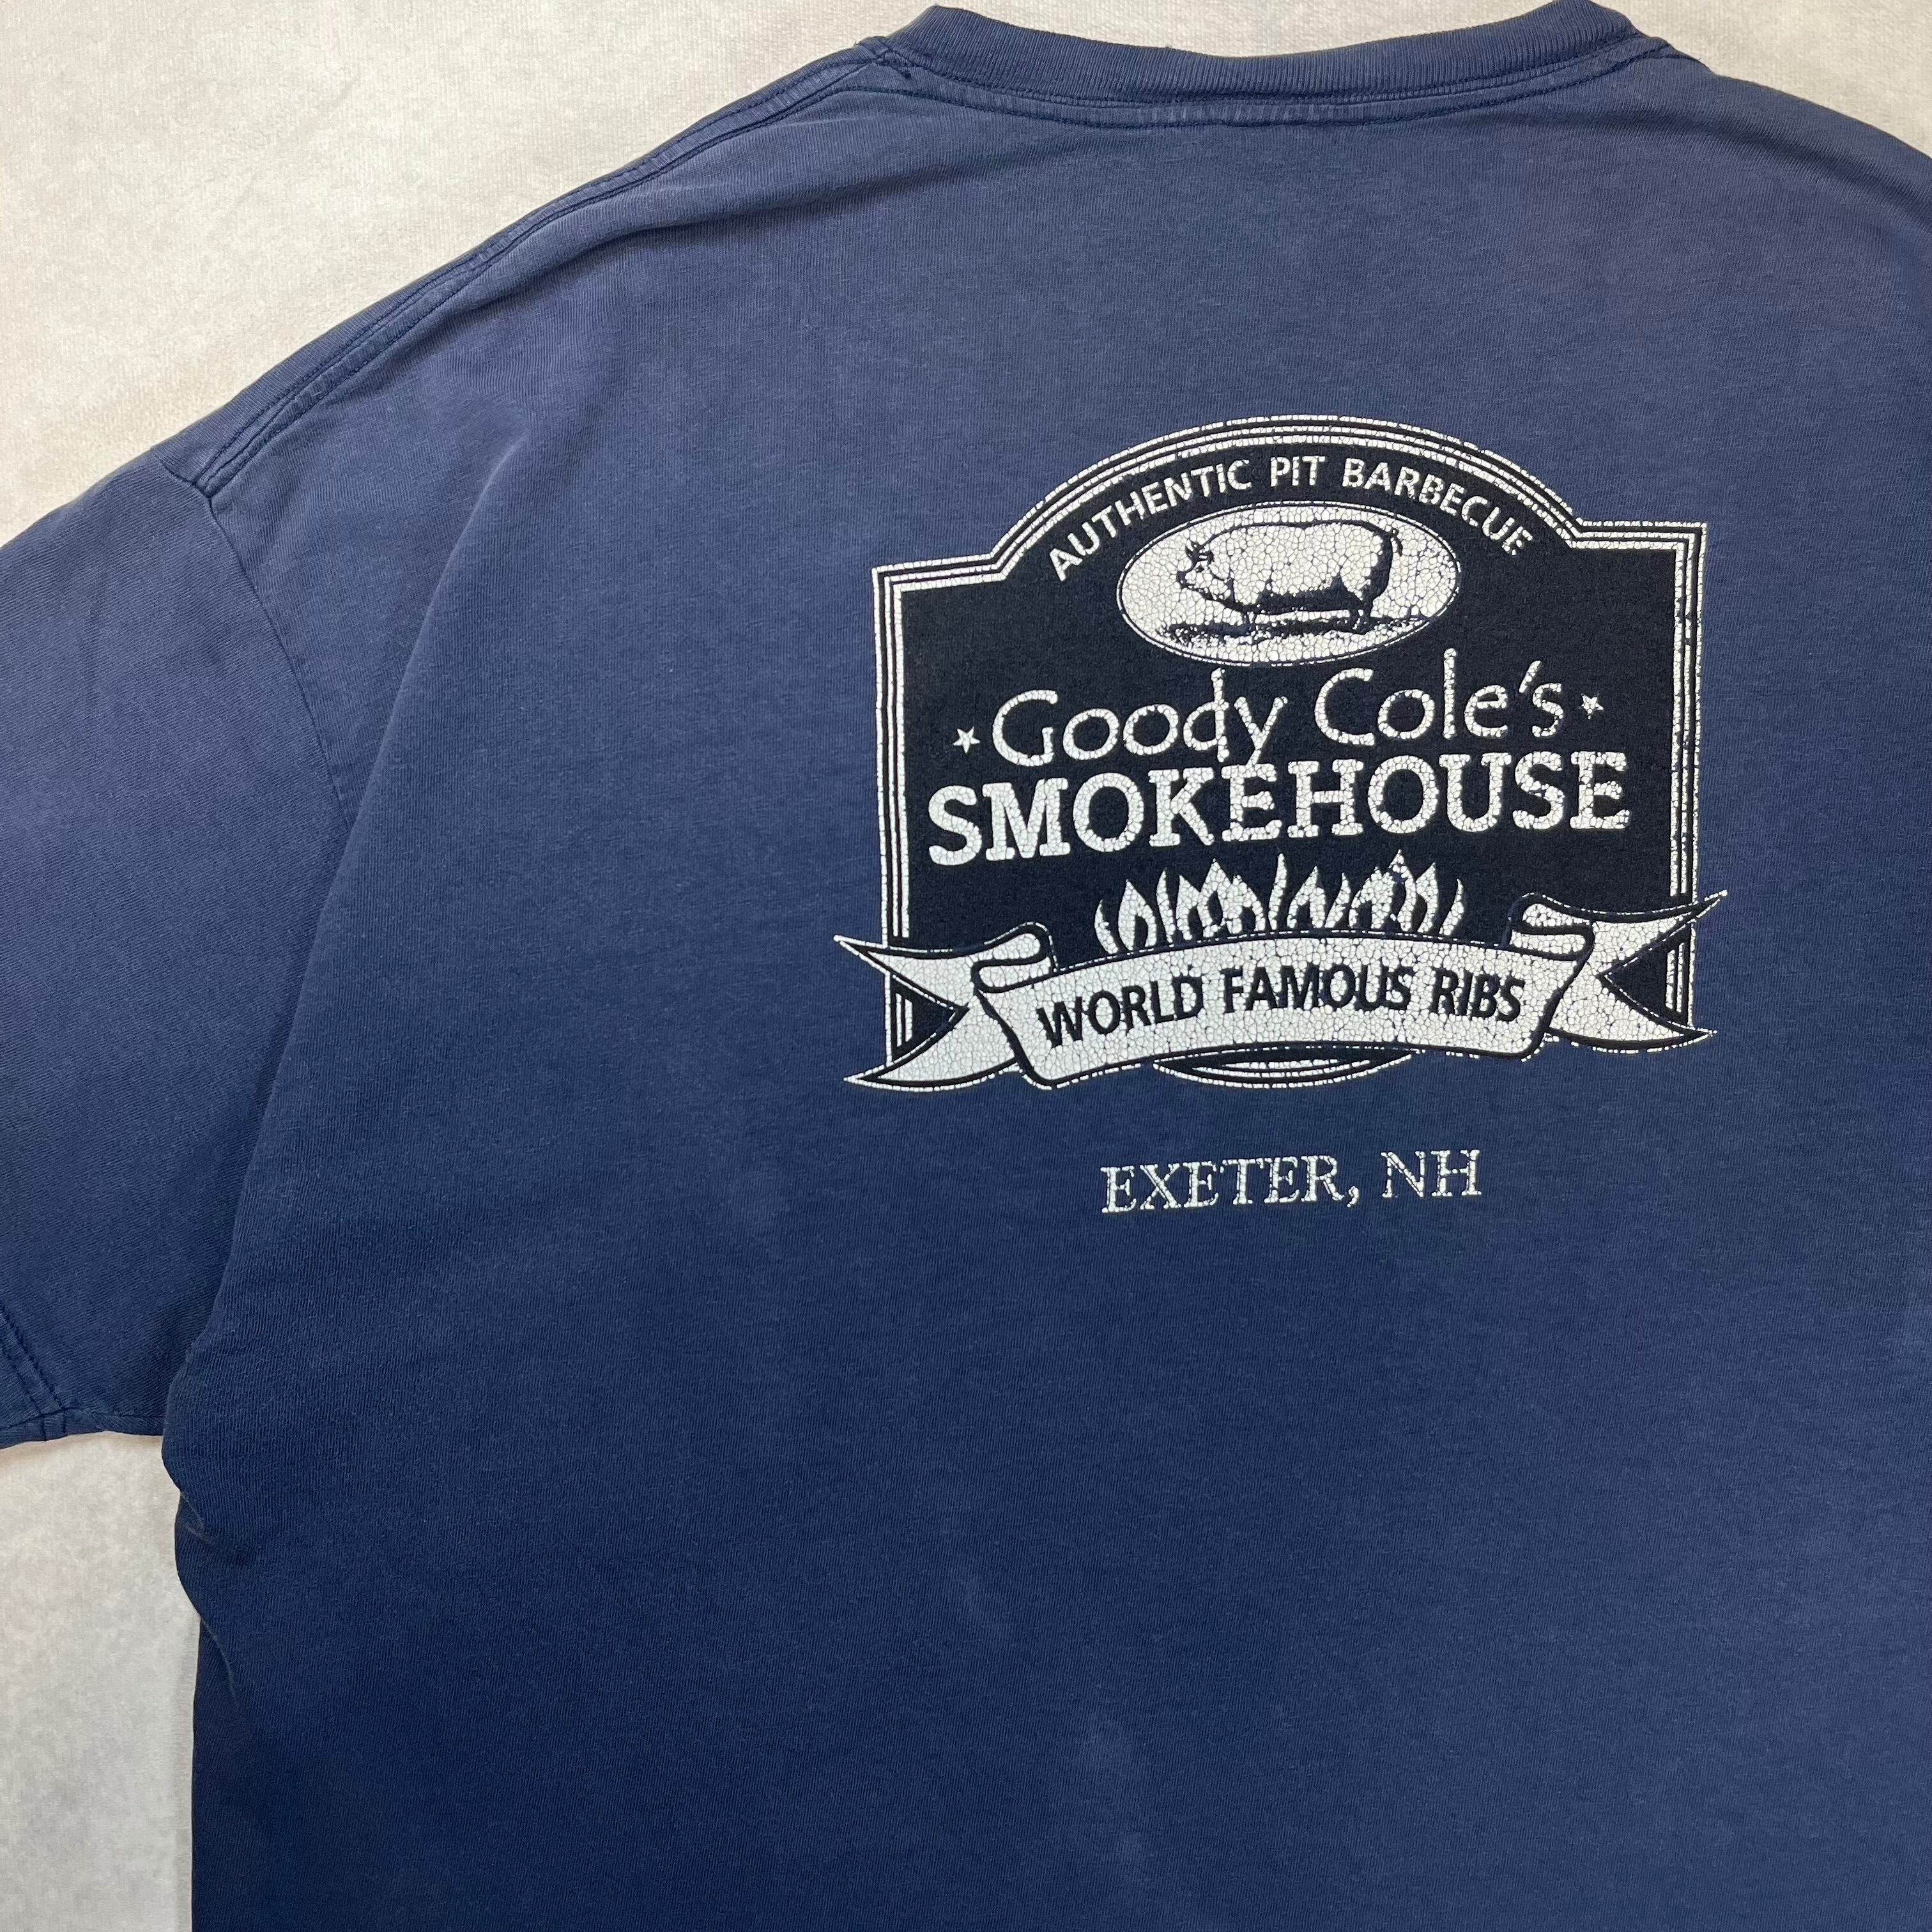 AUTHENTIC PIT BARBECUE
Goody Cole's
SMOKEHOUSE
WORLD FAMOUS RIBS
EXETER, NH